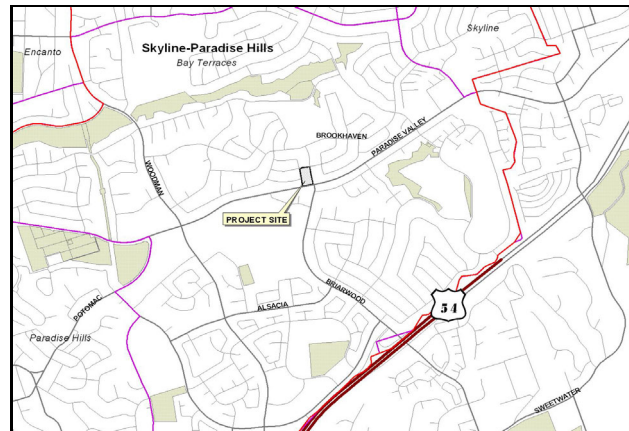 Encanto
Skyline-Paradise Hills
Bay Terraces
Skyline
BROOKHAVEN
PARADISE VALLEY
WOODMAN
PROJECT SITE
BRIARWOOD
ALSACIA
54
POTOMAC
Paradise Hills
SWEETWATER